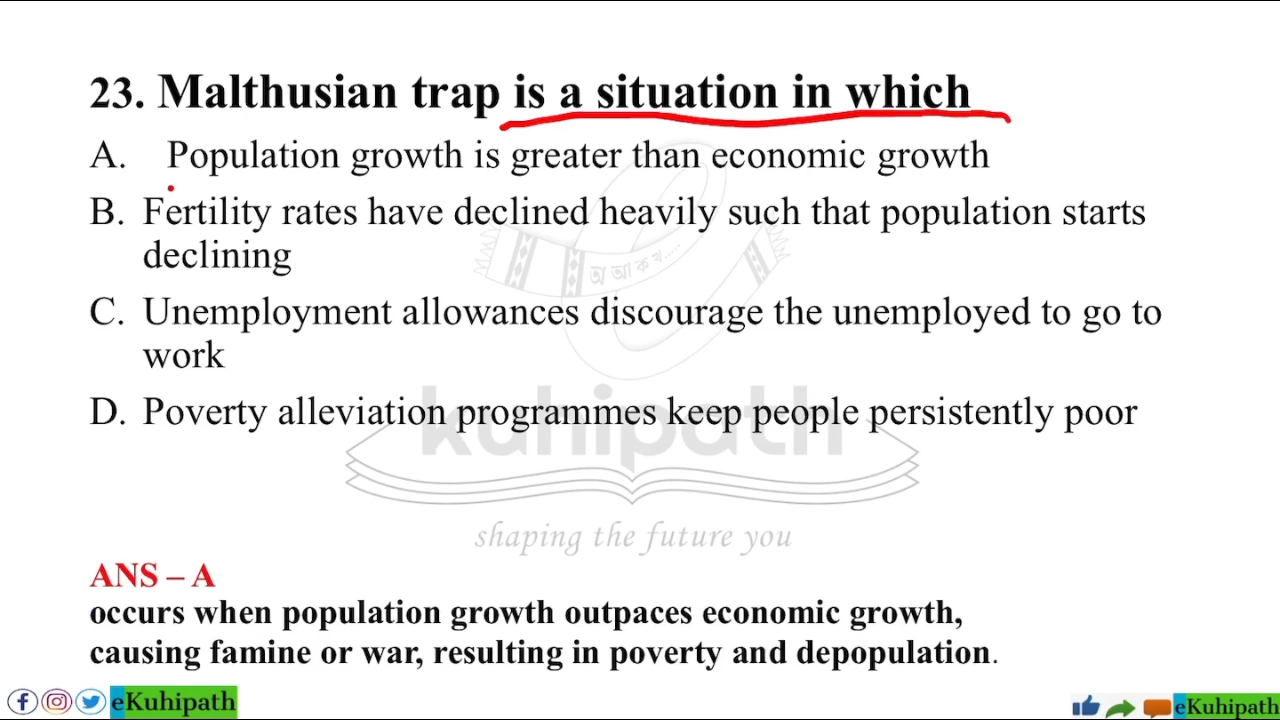 23. Malthusian trap is a situation in which
A. Population growth is greater than economic growth
B. Fertility rates have declined heavily such that population starts
declining
অ আ ক খ.....
C. Unemployment allowances discourage the unemployed to go to
work
D. Poverty alleviation programmes keep people persistently poor
kuhipath
shaping the future you
ANS – A
occurs when population growth outpaces economic growth,
causing famine or war, resulting in poverty and depopulation.
eKuhipath
eKuhipath